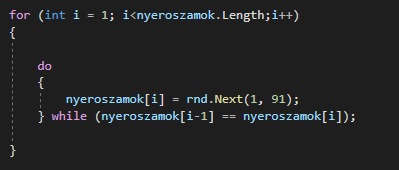 for (int i = 1; i<nyeroszamok.Length;i++)
{
do
{
nyeroszamok[i] = rnd.Next(1, 91);
} while (nyeroszamok[i-1] == nyeroszamok[i]);
}